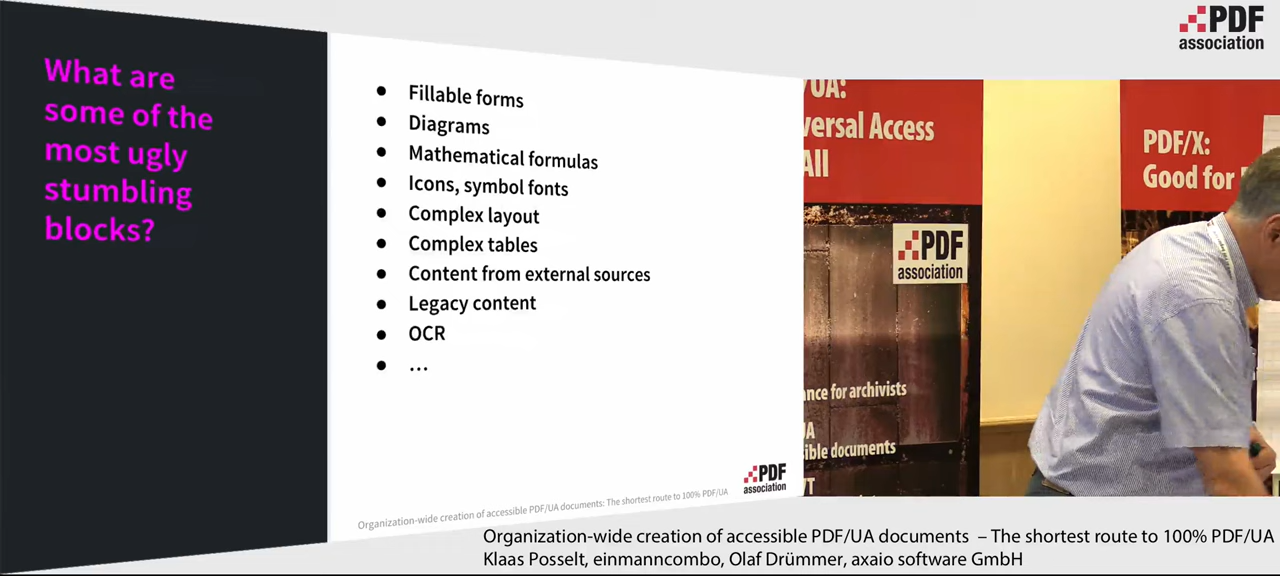 What are
some of the
most ugly
stumbling
blocks?
● Fillable forms
● Diagrams
● Mathematical formulas
● Icons, symbol fonts
● Complex layout
● Complex tables
● Content from external sources
● Legacy content
● OCR
● ...
Organization-wide creation of accessible PDF/UA documents: The shortest route to 100% PDF/UA
PDF
association
PDF
association
/UA:
versal Access
All
PDF
association
nce for archivists
UA
ible documents
/T
PDF/X:
Good for
Organization-wide creation of accessible PDF/UA documents – The shortest route to 100% PDF/UA
Klaas Posselt, einmanncombo, Olaf Drümmer, axaio software GmbH